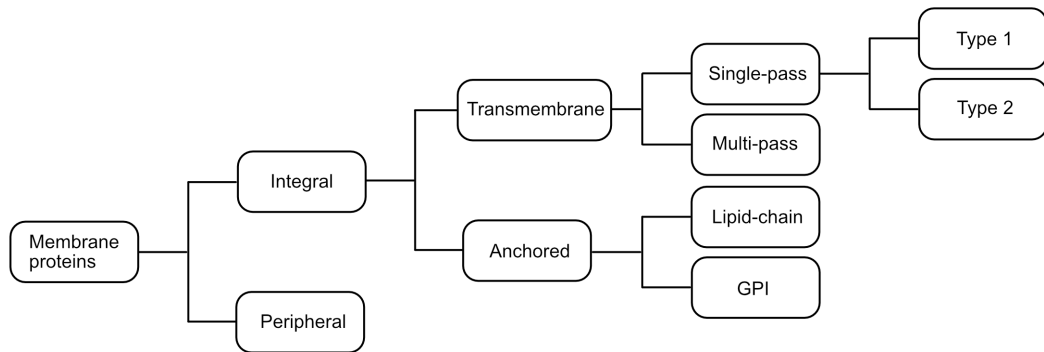 Type 1
Single-pass
Type 2
Transmembrane
Multi-pass
Integral
Lipid-chain
Membrane
proteins
Anchored
GPI
Peripheral